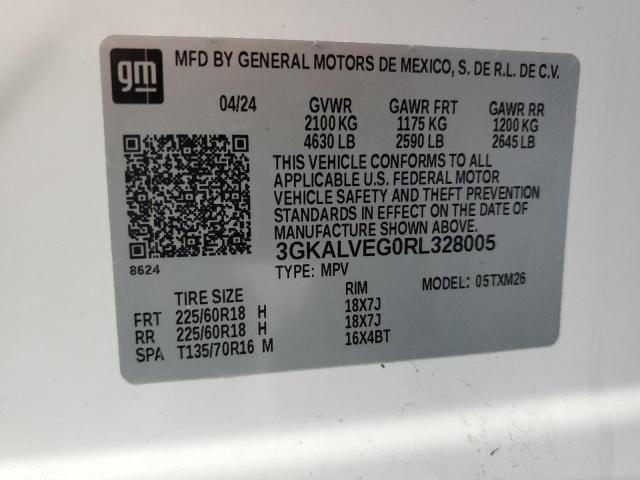 gm
MFD BY GENERAL MOTORS DE MEXICO, S. DE R.L. DE C.V.
04/24 GVWR GAWR FRT GAWR RR
2100 KG 1175 KG 1200 KG
4630 LB 2590 LB 2645 LB
THIS VEHICLE CONFORMS TO ALL
APPLICABLE U.S. FEDERAL MOTOR
VEHICLE SAFETY AND THEFT PREVENTION
STANDARDS IN EFFECT ON THE DATE OF
MANUFACTURE SHOWN ABOVE.
3GKALVEG0RL328005
8624
TYPE: MPV MODEL: 05TXM26
TIRE SIZE RIM
FRT 225/60R18 H 18X7J
RR 225/60R18 H 18X7J
SPA T135/70R16 M 16X4BT